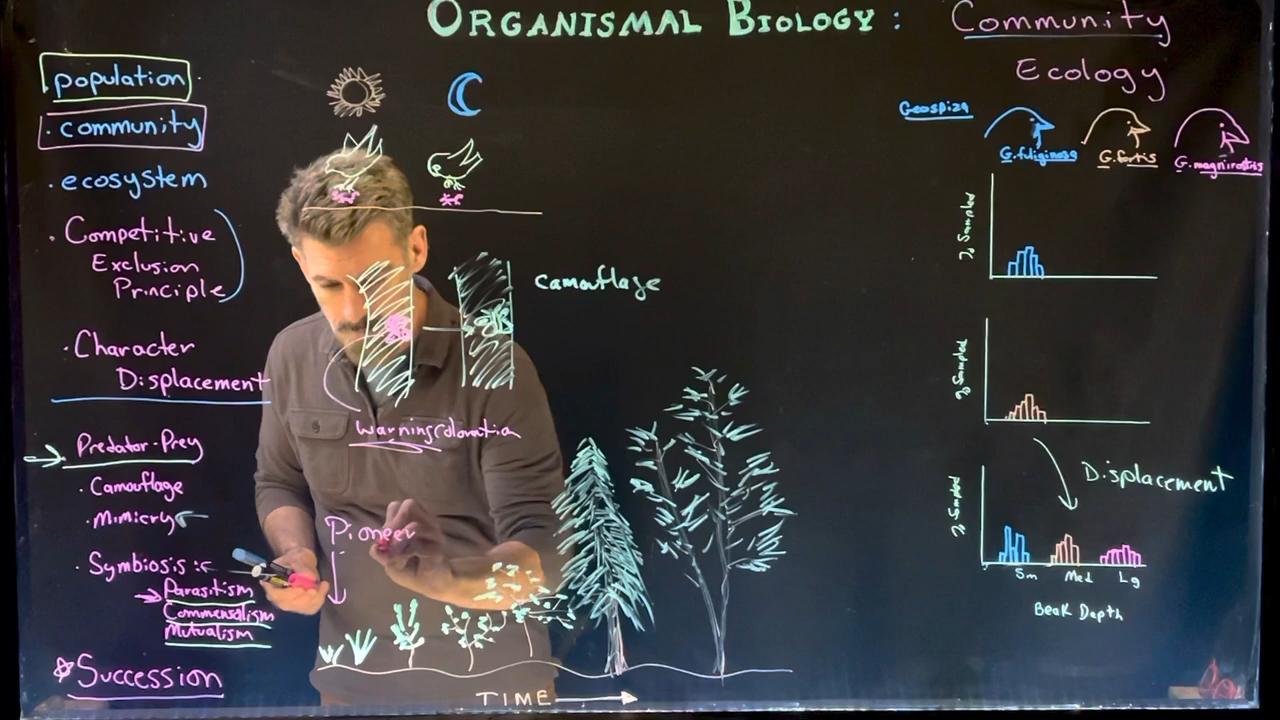 ORGANISMAL BIOLOGY : Community
Ecology
population
community
ecosystem
Competitive
Exclusion
Principle
Character
Displacement
Predator-Prey
Camouflage
Mimicry
Symbiosis:
Parasitism
Commensalism
Mutualism
Succession
camouflage
warning coloration
Pioneer
TIME
Geospiza
G. fuliginosa
G. fortis
G. magnirostris
% Sampled
% Sampled
Displacement
% Sampled
Sm Med Lg
Beak Depth